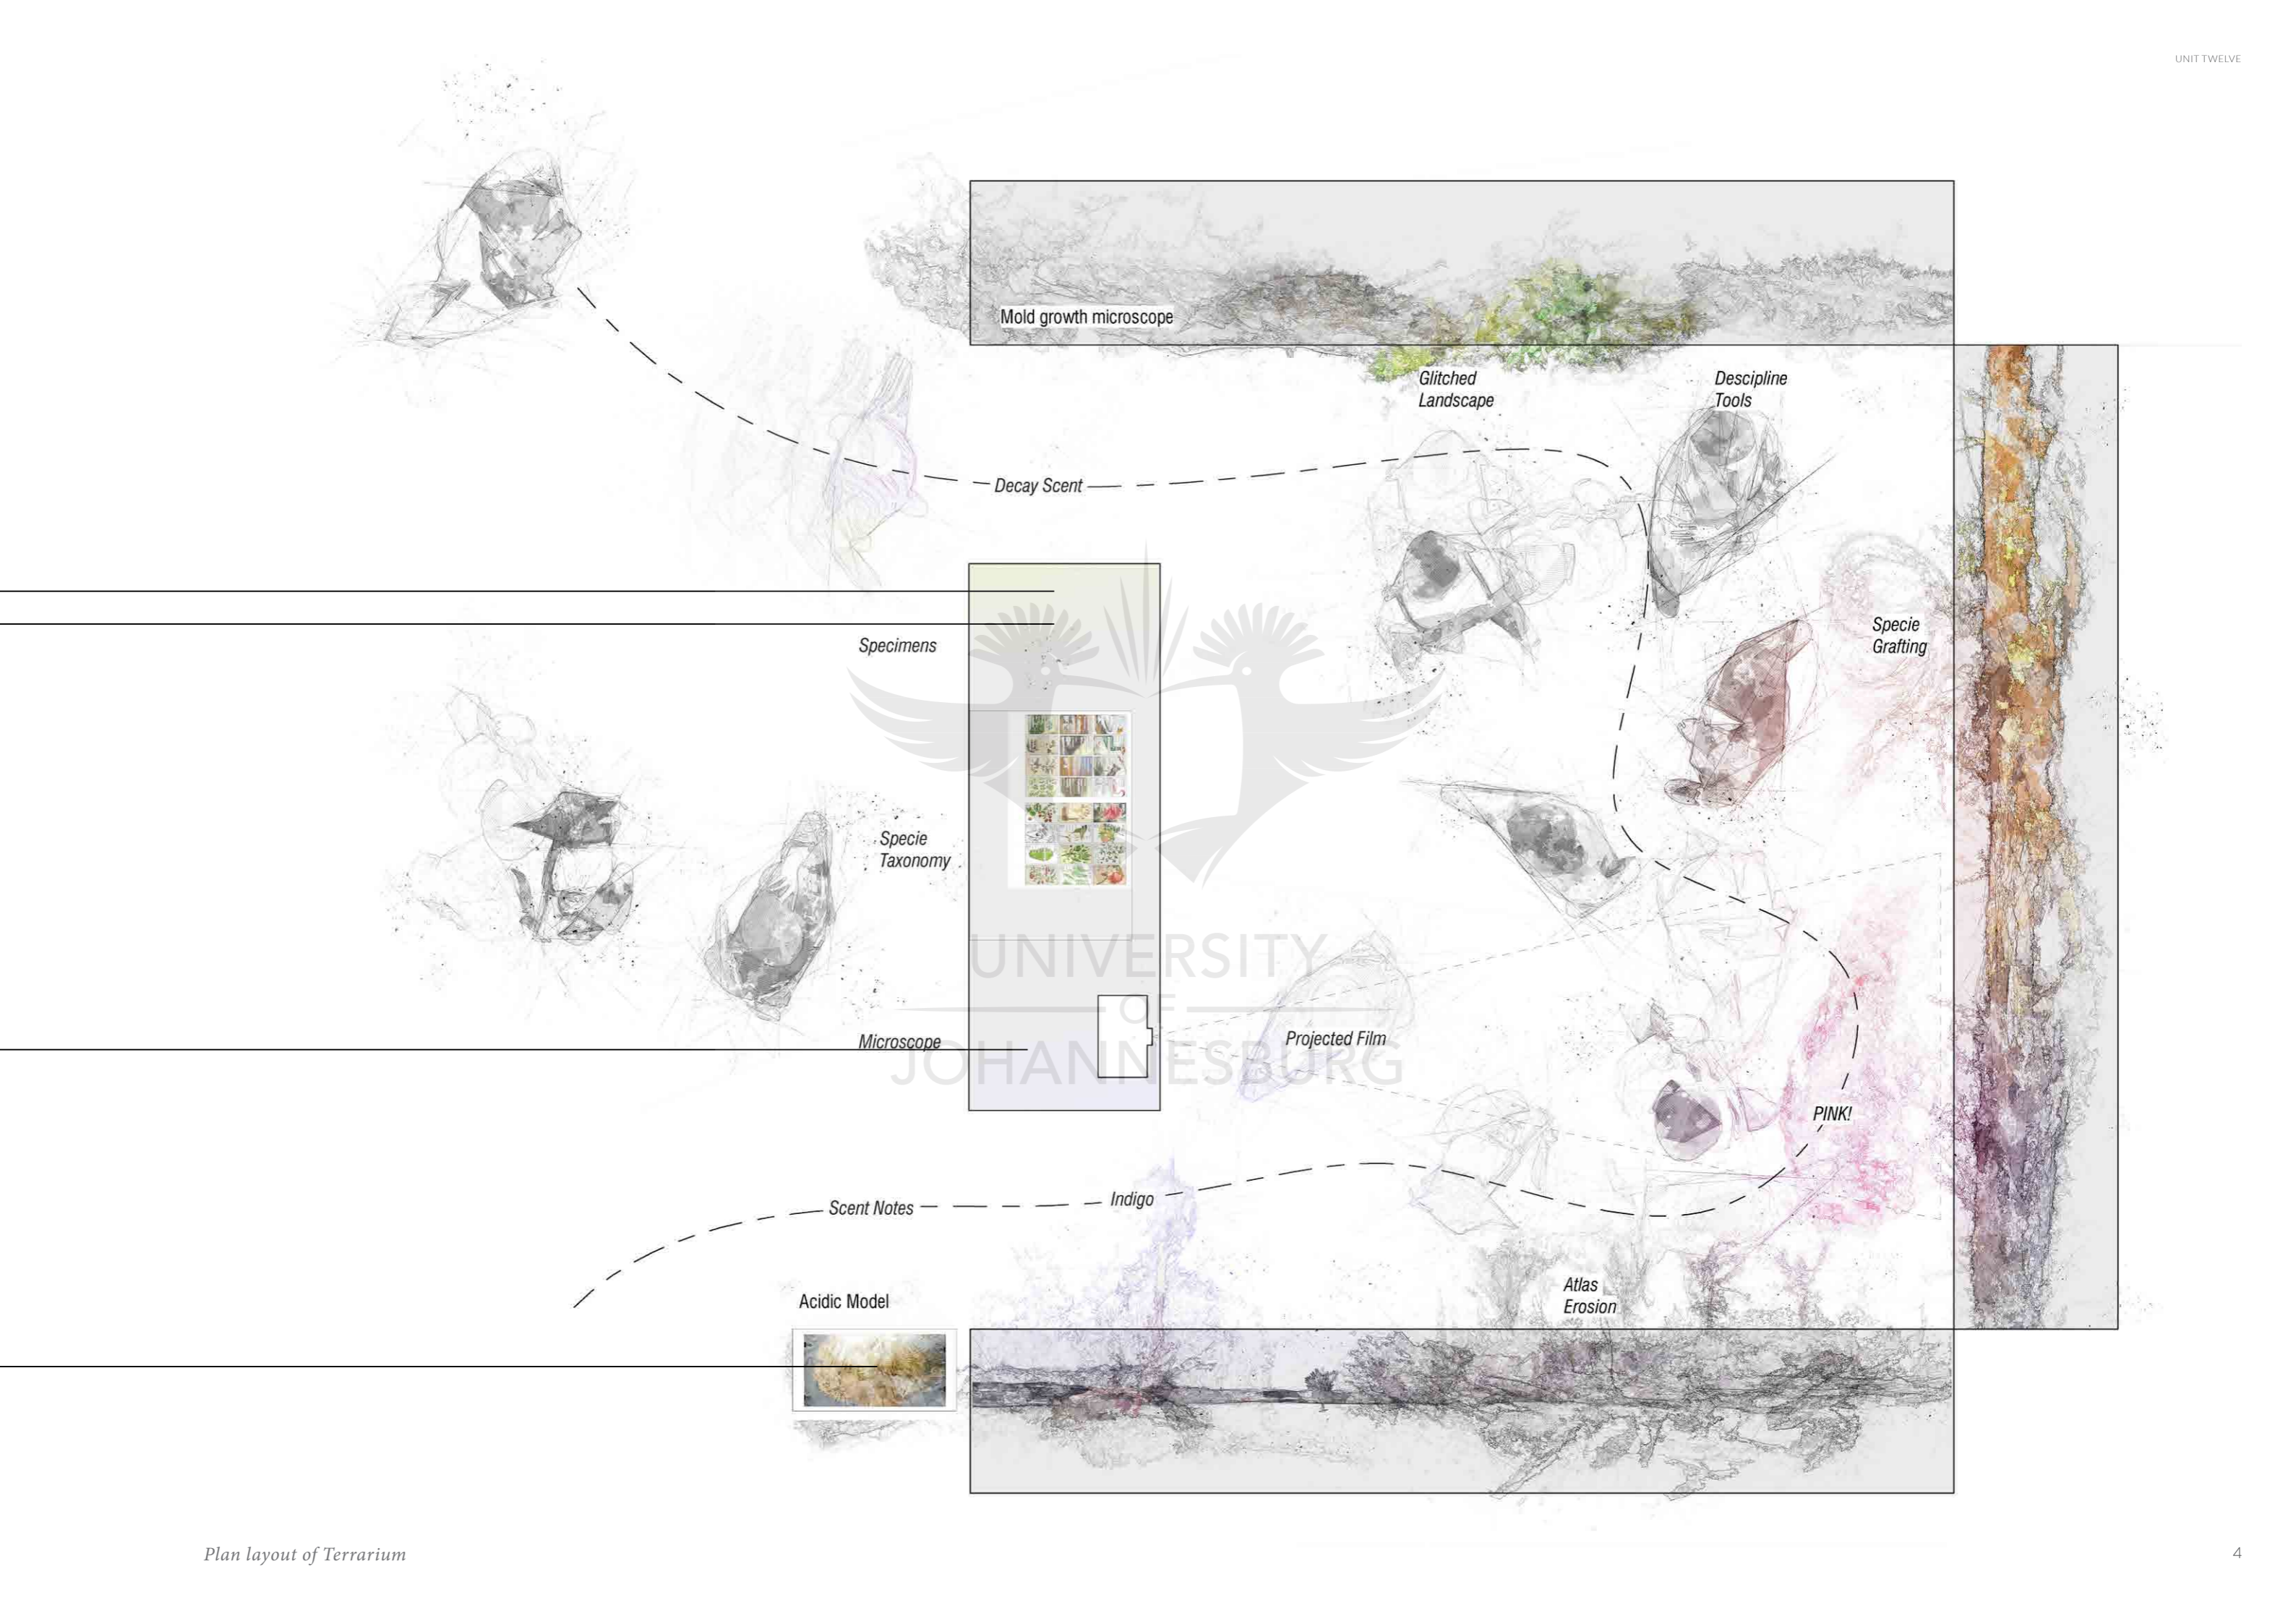 UNIT TWELVE
Mold growth microscope
Glitched
Landscape
Descipline
Tools
Decay Scent
Specimens
Specie
Grafting
Specie
Taxonomy
UNIVERSITY
OF
JOHANNESBURG
Microscope
Projected Film
PINK!
Scent Notes
Indigo
Atlas
Erosion
Acidic Model
Plan layout of Terrarium
4